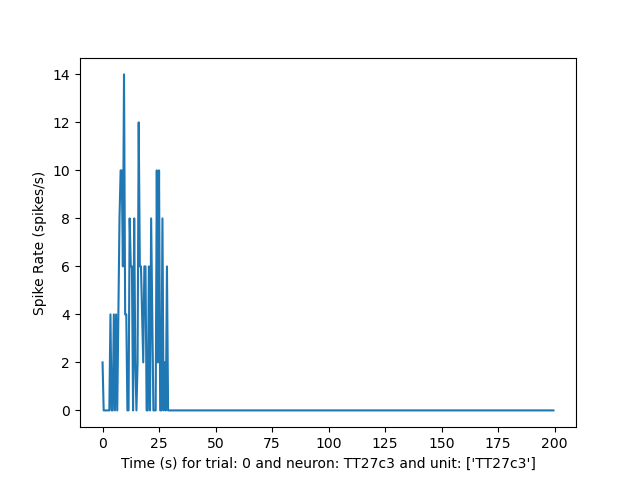 14
12
10
8
6
4
2
0
Spike Rate (spikes/s)
0 25 50 75 100 125 150 175 200
Time (s) for trial: 0 and neuron: TT27c3 and unit: ['TT27c3']